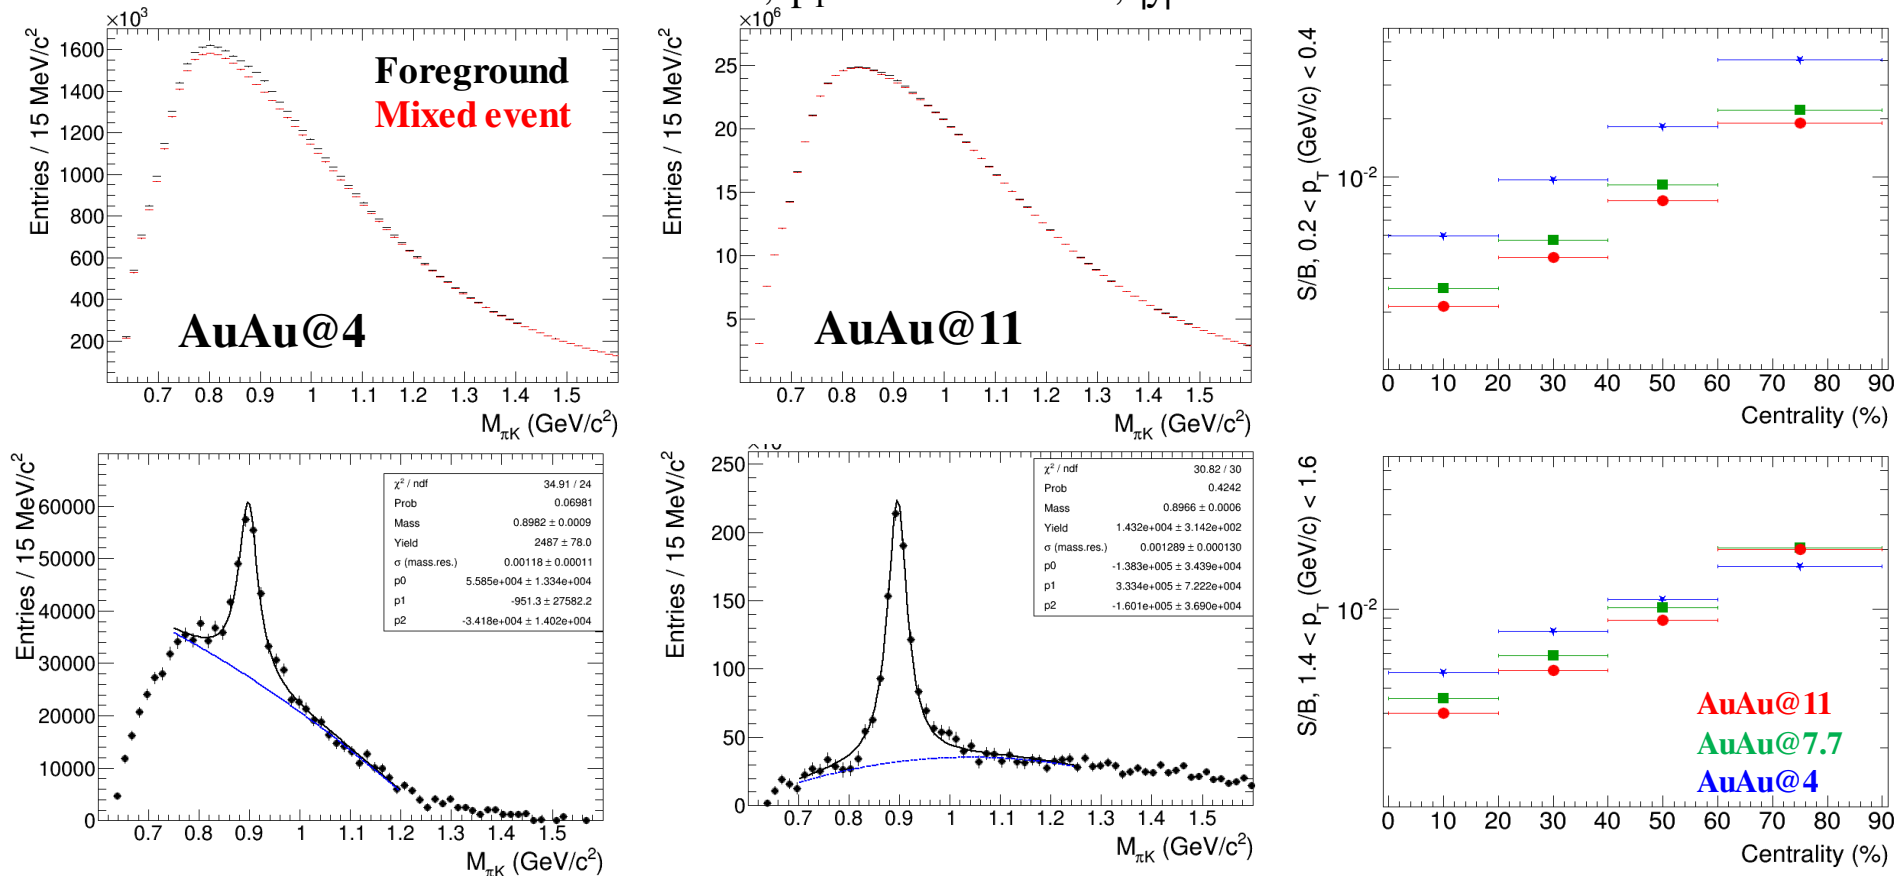 ×10³
Entries / 15 MeV/c²
1600
1400
1200
1000
800
600
400
200
0.7 0.8 0.9 1 1.1 1.2 1.3 1.4 1.5
M_πK (GeV/c²)
Foreground
Mixed event
AuAu@4
×10⁶
Entries / 15 MeV/c²
25
20
15
10
5
0.7 0.8 0.9 1 1.1 1.2 1.3 1.4 1.5
M_πK (GeV/c²)
AuAu@11
S/B, 0.2 < p_T (GeV/c) < 0.4
10⁻²
0 10 20 30 40 50 60 70 80 90
Centrality (%)
Entries / 15 MeV/c²
60000
50000
40000
30000
20000
10000
0
0.7 0.8 0.9 1 1.1 1.2 1.3 1.4 1.5
M_πK (GeV/c²)
χ² / ndf 34.91 / 24
Prob 0.06981
Mass 0.8982 ± 0.0009
Yield 2487 ± 78.0
σ (mass.res.) 0.00118 ± 0.00011
p0 5.585e+004 ± 1.334e+004
p1 -951.3 ± 27582.2
p2 -3.418e+004 ± 1.402e+004
Entries / 15 MeV/c²
250
200
150
100
50
0
0.7 0.8 0.9 1 1.1 1.2 1.3 1.4 1.5
M_πK (GeV/c²)
χ² / ndf 30.82 / 30
Prob 0.4242
Mass 0.8966 ± 0.0006
Yield 1.432e+004 ± 3.142e+002
σ (mass.res.) 0.001289 ± 0.000130
p0 -1.383e+005 ± 3.439e+004
p1 3.334e+005 ± 7.222e+004
p2 -1.601e+005 ± 3.690e+004
S/B, 1.4 < p_T (GeV/c) < 1.6
10⁻²
0 10 20 30 40 50 60 70 80 90
Centrality (%)
AuAu@11
AuAu@7.7
AuAu@4